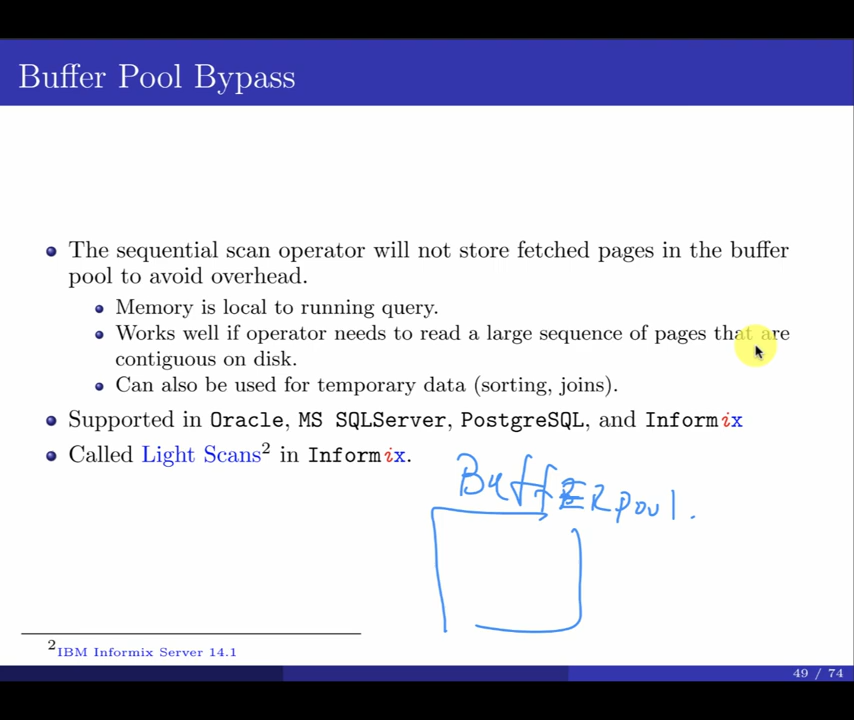 Buffer Pool Bypass
The sequential scan operator will not store fetched pages in the buffer
pool to avoid overhead.
Memory is local to running query.
Works well if operator needs to read a large sequence of pages that are
contiguous on disk.
Can also be used for temporary data (sorting, joins).
Supported in Oracle, MS SQLServer, PostgreSQL, and Informix
Called Light Scans² in Informix.
BuffER pool.
²IBM Informix Server 14.1
49 / 74